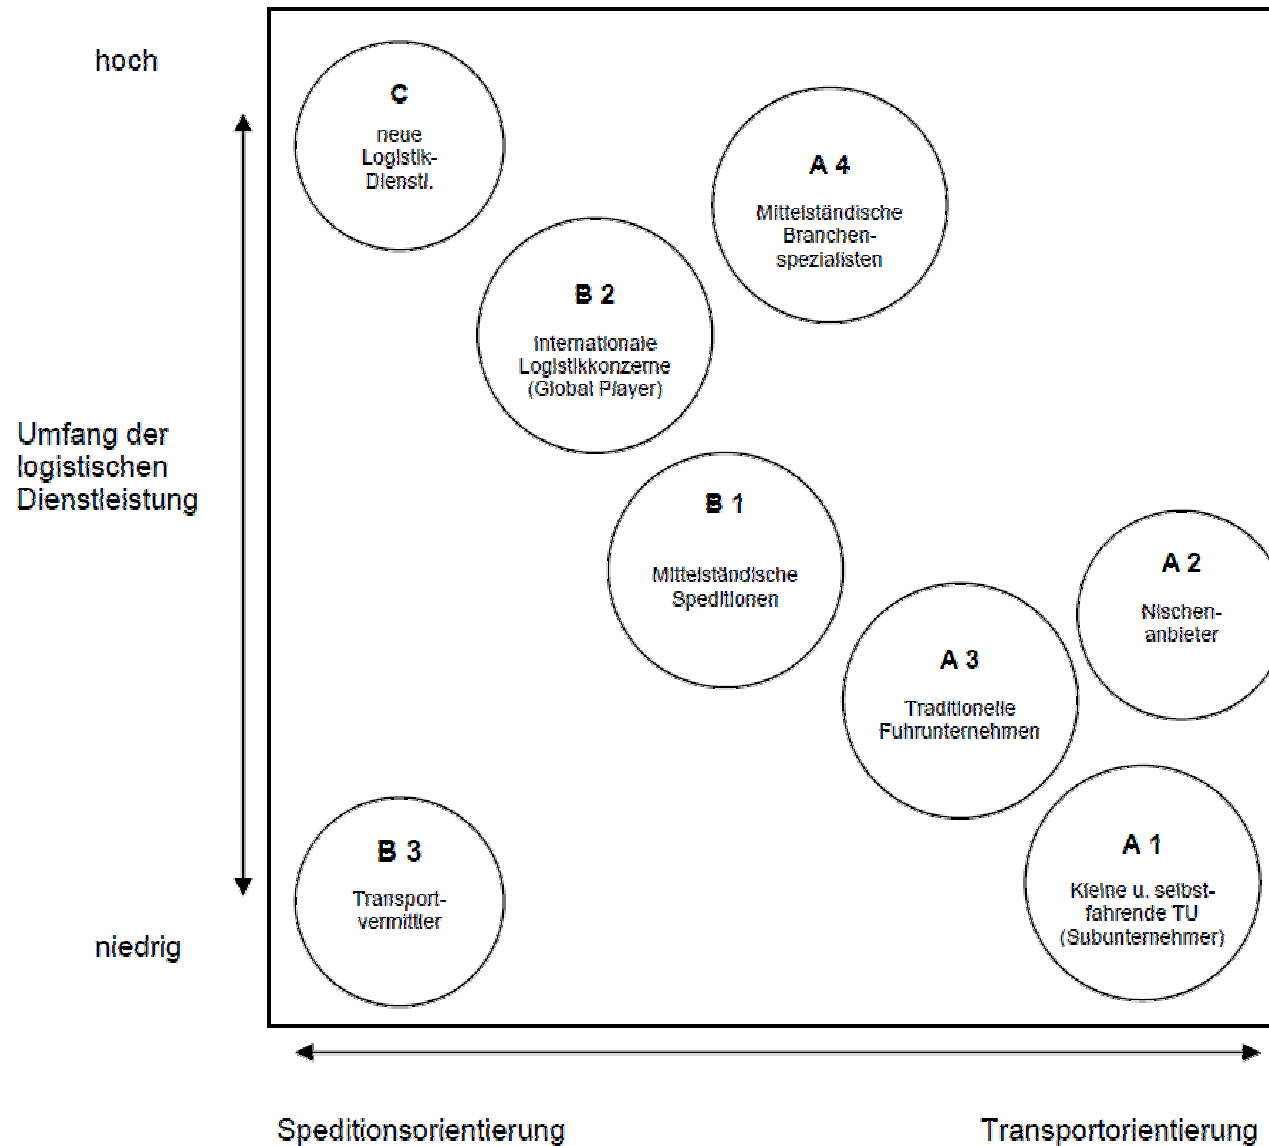 hoch
C
neue
Logistik-
Dienstl.
A 4
Mittelständische
Branchen-
spezialisten
B 2
Internationale
Logistikkonzerne
(Global Player)
Umfang der
logistischen
Dienstleistung
B 1
Mittelständische
Speditionen
A 2
Nischen-
anbieter
A 3
Traditionelle
Fuhrunternehmen
B 3
Transport-
vermittler
A 1
Kleine u. selbst-
fahrende TU
(Subunternehmer)
niedrig
Speditionsorientierung
Transportorientierung